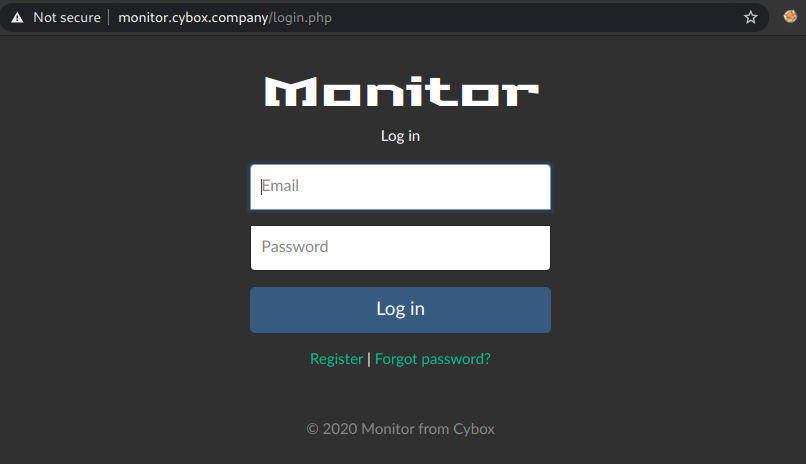 Not secure | monitor.cybox.company/login.php
Monitor
Log in
Email
Password
Log in
Register | Forgot password?
© 2020 Monitor from Cybox